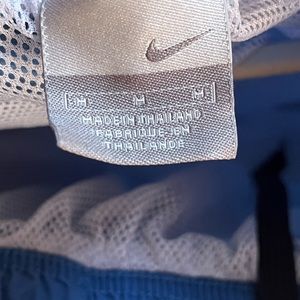 M M M
MADE IN THAILAND
FABRIQUE EN
THAILANDE